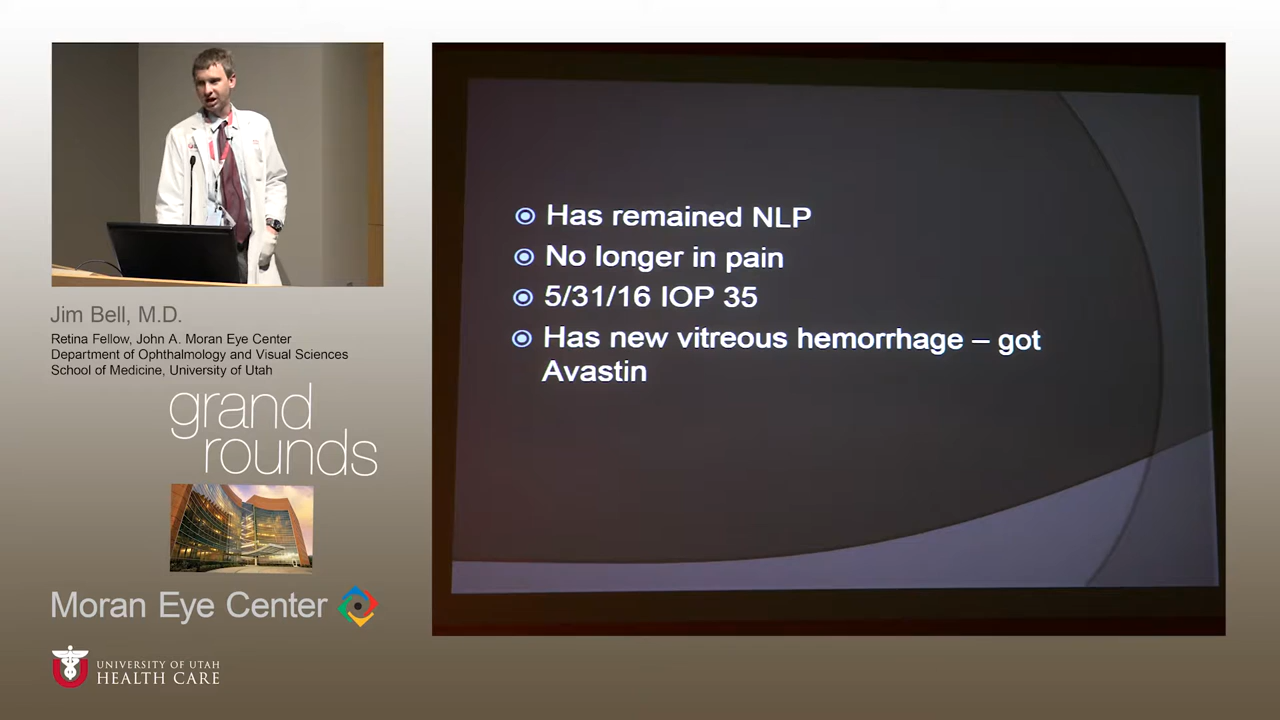 Has remained NLP
No longer in pain
5/31/16 IOP 35
Has new vitreous hemorrhage – got
Avastin
Jim Bell, M.D.
Retina Fellow, John A. Moran Eye Center
Department of Ophthalmology and Visual Sciences
School of Medicine, University of Utah
grand
rounds
Moran Eye Center
UNIVERSITY OF UTAH
HEALTH CARE